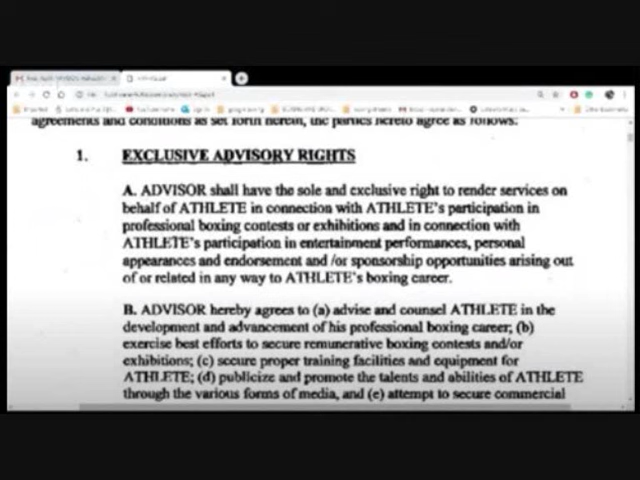 agreements and conditions as set forth herein, the parties hereto agree as follows:
1. EXCLUSIVE ADVISORY RIGHTS
A. ADVISOR shall have the sole and exclusive right to render services on
behalf of ATHLETE in connection with ATHLETE's participation in
professional boxing contests or exhibitions and in connection with
ATHLETE's participation in entertainment performances, personal
appearances and endorsement and /or sponsorship opportunities arising out
of or related in any way to ATHLETE's boxing career.
B. ADVISOR hereby agrees to (a) advise and counsel ATHLETE in the
development and advancement of his professional boxing career; (b)
exercise best efforts to secure remunerative boxing contests and/or
exhibitions; (c) secure proper training facilities and equipment for
ATHLETE; (d) publicize and promote the talents and abilities of ATHLETE
through the various forms of media, and (e) attempt to secure commercial